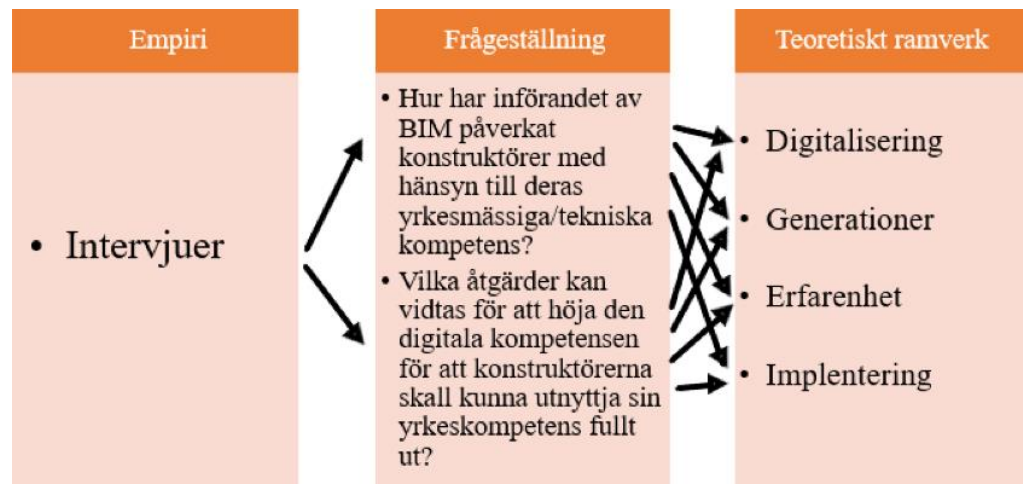 Empiri
• Intervjuer
Frågeställning
• Hur har införandet av
BIM påverkat
konstruktörer med
hänsyn till deras
yrkesmässiga/tekniska
kompetens?
• Vilka åtgärder kan
vidtas för att höja den
digitala kompetensen
för att konstruktörerna
skall kunna utnyttja sin
yrkeskompetens fullt
ut?
Teoretiskt ramverk
• Digitalisering
• Generationer
• Erfarenhet
• Implentering